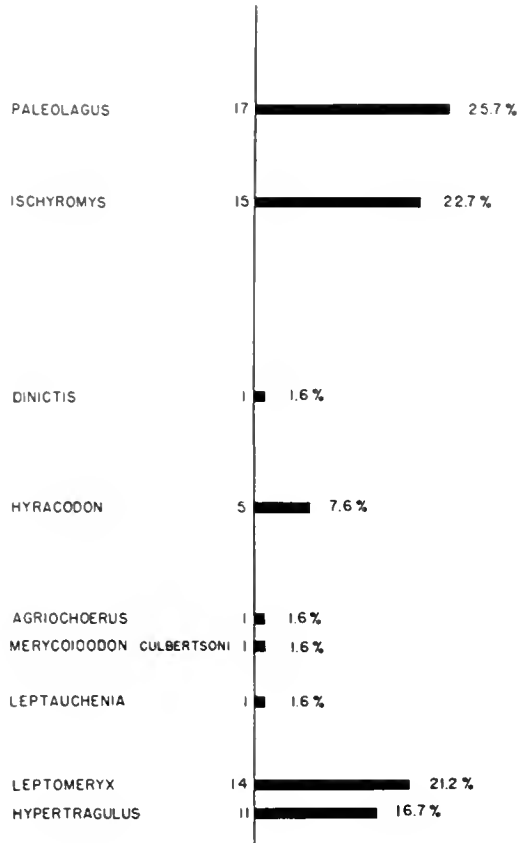 PALEOLAGUS 17 25.7 %
ISCHYROMYS 15 22.7 %
DINICTIS 1 1.6 %
HYRACODON 5 7.6 %
AGRIOCHOERUS 1 1.6 %
MERYCOIDODON CULBERTSONI 1 1.6 %
LEPTAUCHENIA 1 1.6 %
LEPTOMERYX 14 21.2 %
HYPERTRAGULUS 11 16.7 %